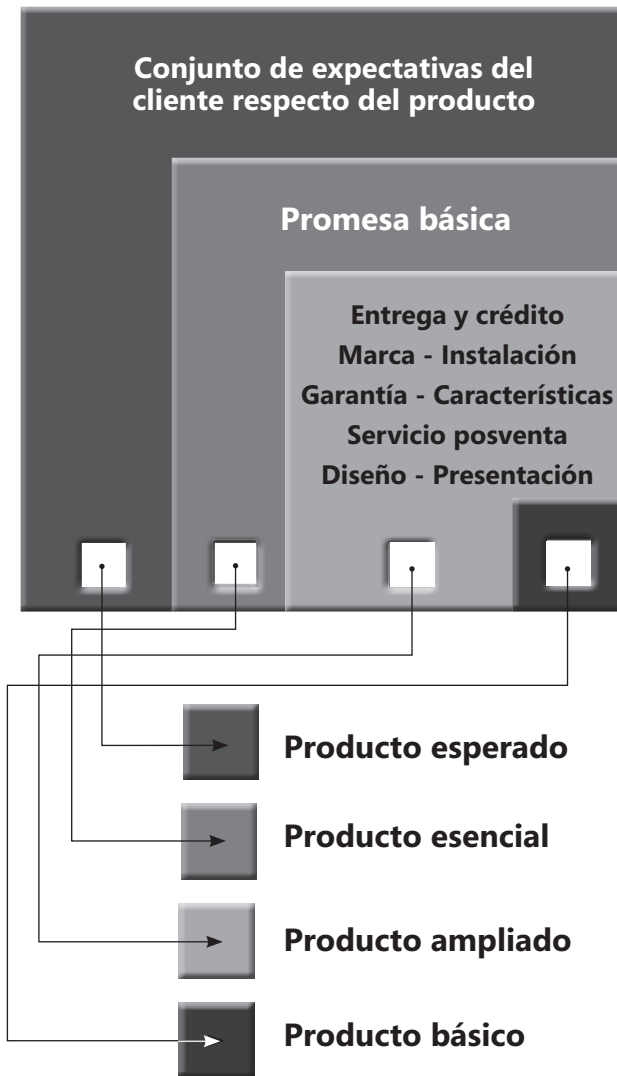 Conjunto de expectativas del
cliente respecto del producto
Promesa básica
Entrega y crédito
Marca - Instalación
Garantía - Características
Servicio posventa
Diseño - Presentación
Producto esperado
Producto esencial
Producto ampliado
Producto básico